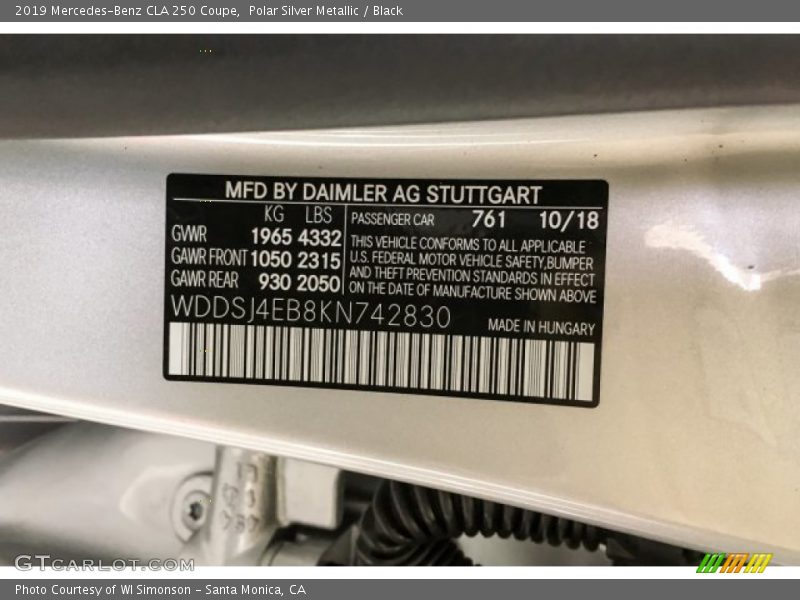 2019 Mercedes-Benz CLA 250 Coupe,  Polar Silver Metallic / Black
MFD BY DAIMLER AG STUTTGART
KG LBS
GVWR 1965 4332
GAWR FRONT 1050 2315
GAWR REAR 930 2050
PASSENGER CAR 761 10/18
THIS VEHICLE CONFORMS TO ALL APPLICABLE
U.S. FEDERAL MOTOR VEHICLE SAFETY, BUMPER
AND THEFT PREVENTION STANDARDS IN EFFECT
ON THE DATE OF MANUFACTURE SHOWN ABOVE
WDDSJ4EB8KN742830
MADE IN HUNGARY
GTCARLOT.COM
Photo Courtesy of WI Simonson - Santa Monica, CA